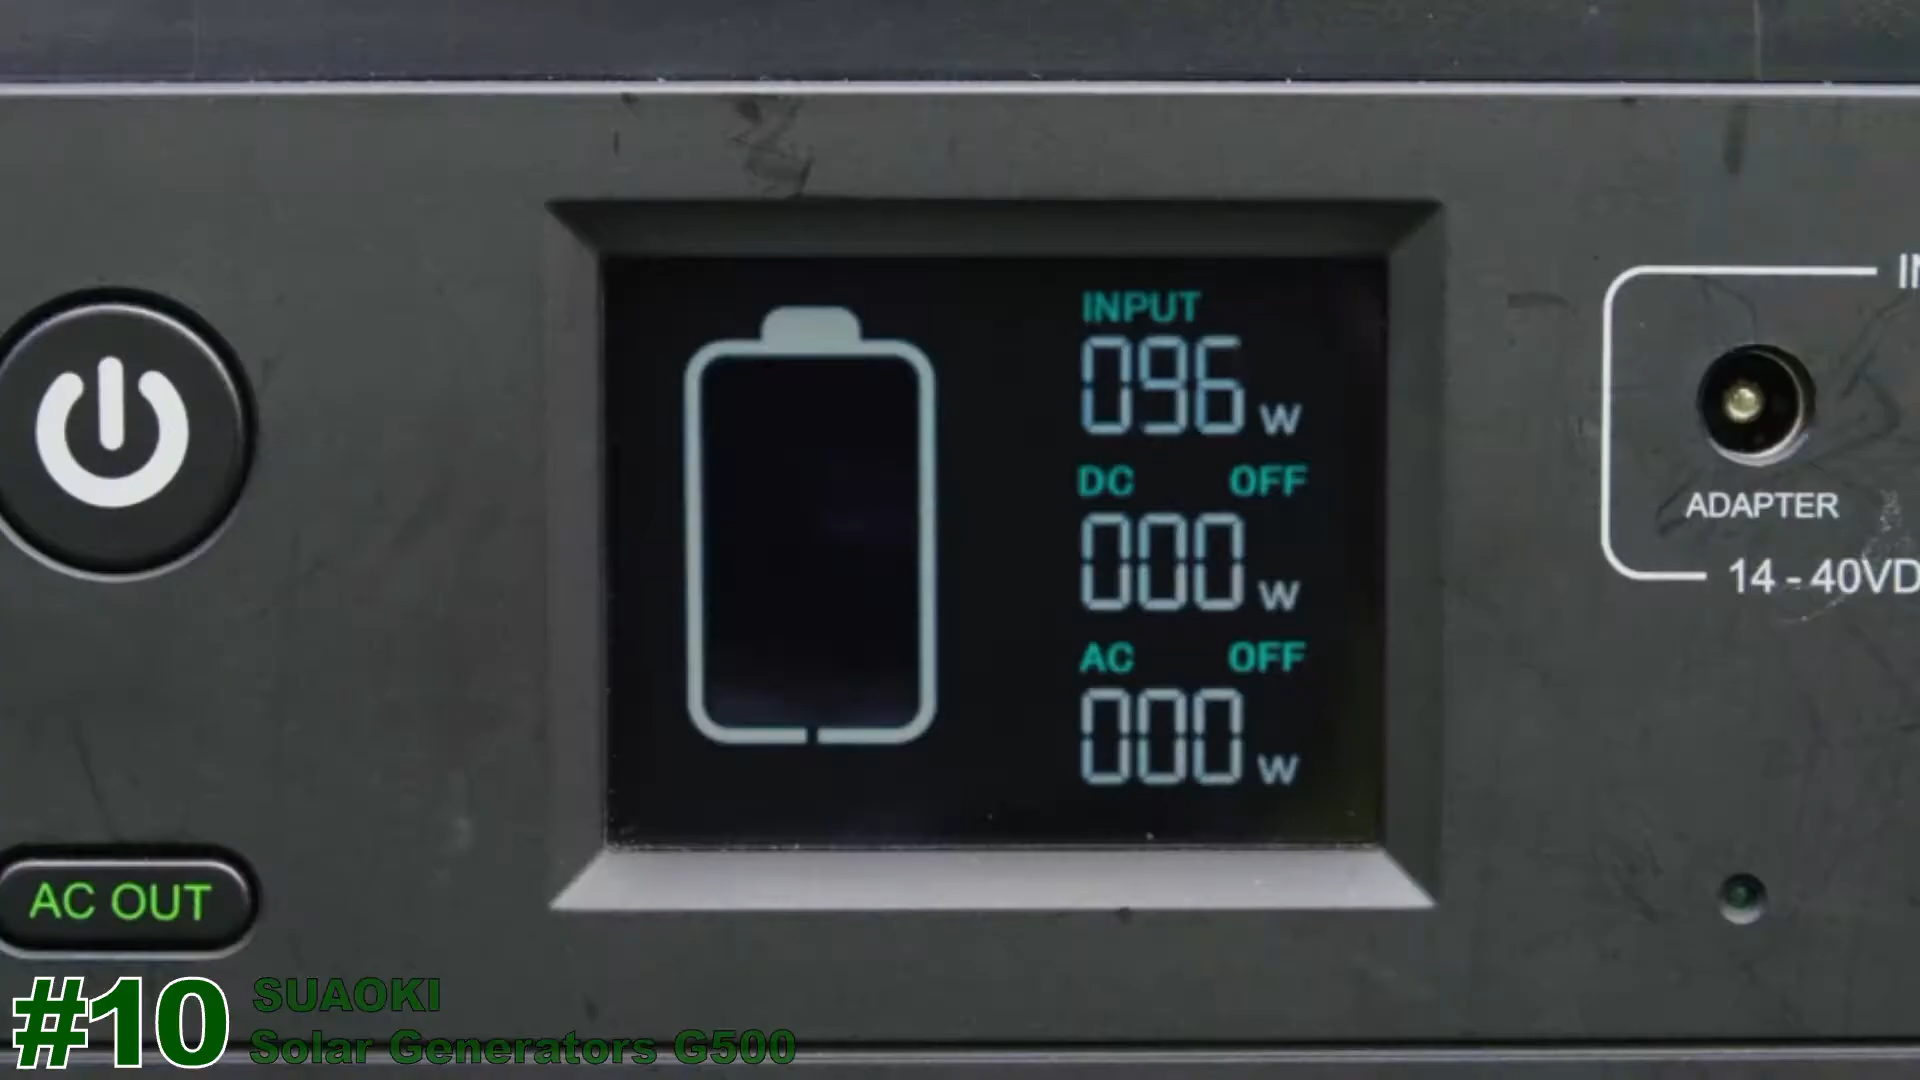 INPUT
096 W
DC OFF
000 W
AC OFF
000 W
ADAPTER
14 - 40VD
AC OUT
#10
SUAOKI
Solar Generators G500